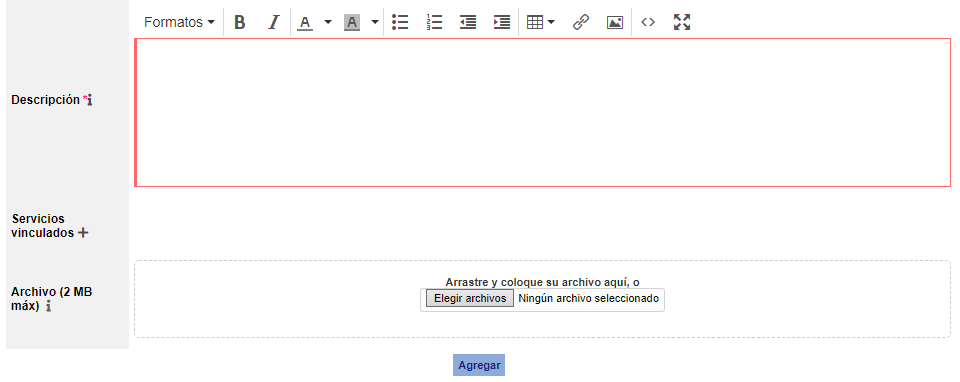 Formatos
B I A A
Descripción *
Servicios
vinculados +
Archivo (2 MB
máx)
Arrastre y coloque su archivo aquí, o
Elegir archivos Ningún archivo seleccionado
Agregar